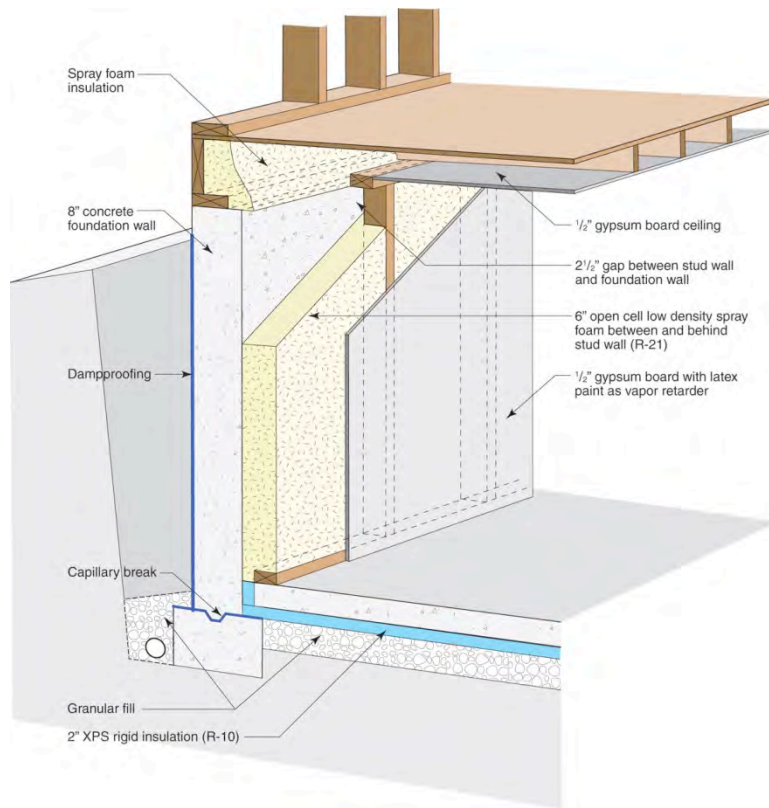 Spray foam
insulation
8" concrete
foundation wall
Dampproofing
Capillary break
Granular fill
2" XPS rigid insulation (R-10)
1/2" gypsum board ceiling
2 1/2" gap between stud wall
and foundation wall
6" open cell low density spray
foam between and behind
stud wall (R-21)
1/2" gypsum board with latex
paint as vapor retarder